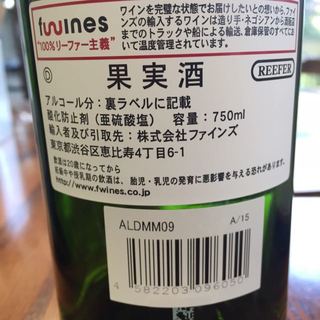 fwines
"100%リーファー主義"
ワインを完璧な状態でお届けしたいとの想いから、ファイ
ンズの輸入するワインは造り手・ネゴシアンから酒販店
までのトラックや船による輸送、倉庫保管のすべてにお
いて温度管理されています。
D
果実酒
REEFER
アルコール分：裏ラベルに記載
酸化防止剤（亜硫酸塩） 容量：750ml
輸入者及び引取先：株式会社ファインズ
東京都渋谷区恵比寿4丁目6-1
飲酒は20歳になってから
妊娠中や授乳期の飲酒は、胎児・乳児の発育に悪影響を与える恐れが
http://www.fwines.co.jp
ALDMM09
A/15
4 582203 096050